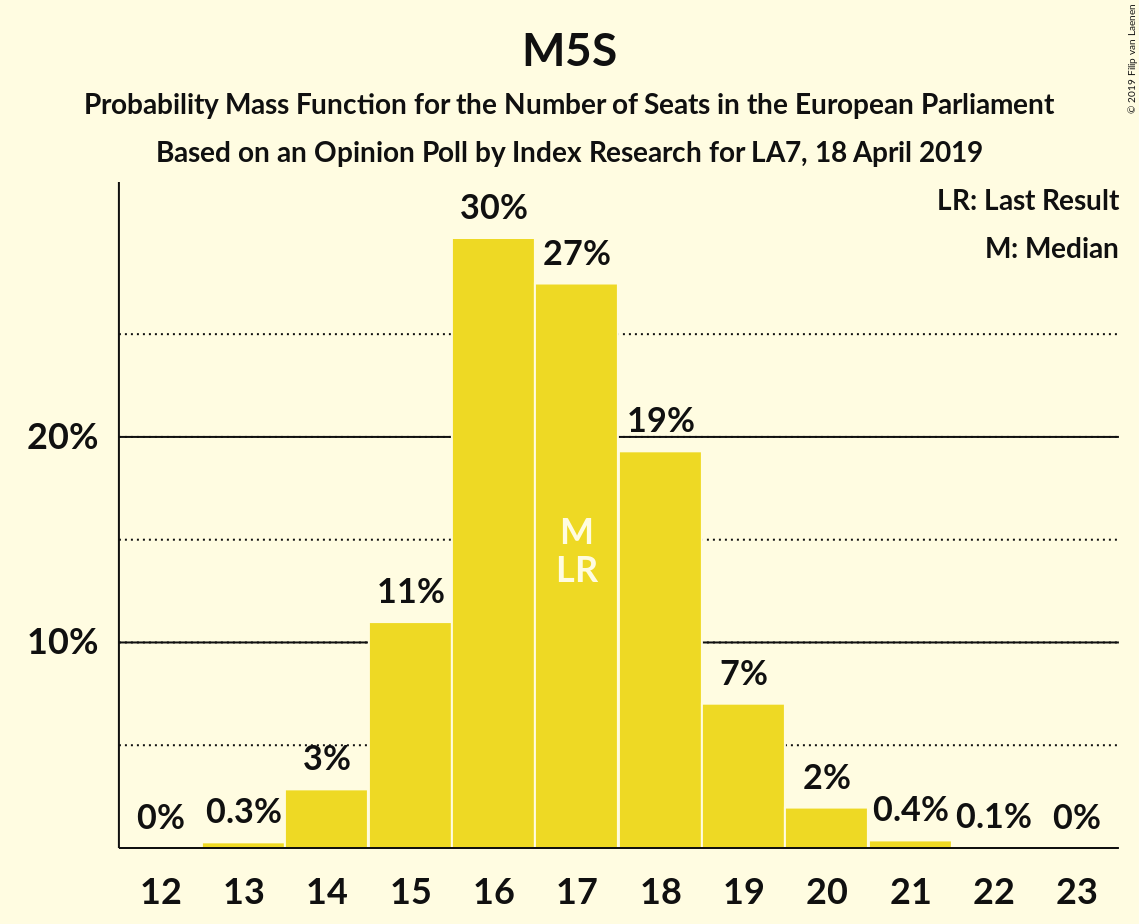 M5S
Probability Mass Function for the Number of Seats in the European Parliament
Based on an Opinion Poll by Index Research for LA7, 18 April 2019
© 2019 Filip van Laenen
LR: Last Result
M: Median
20%
10%
0%
0.3%
3%
11%
30%
27%
19%
7%
2%
0.4%
0.1%
0%
M
LR
12 13 14 15 16 17 18 19 20 21 22 23